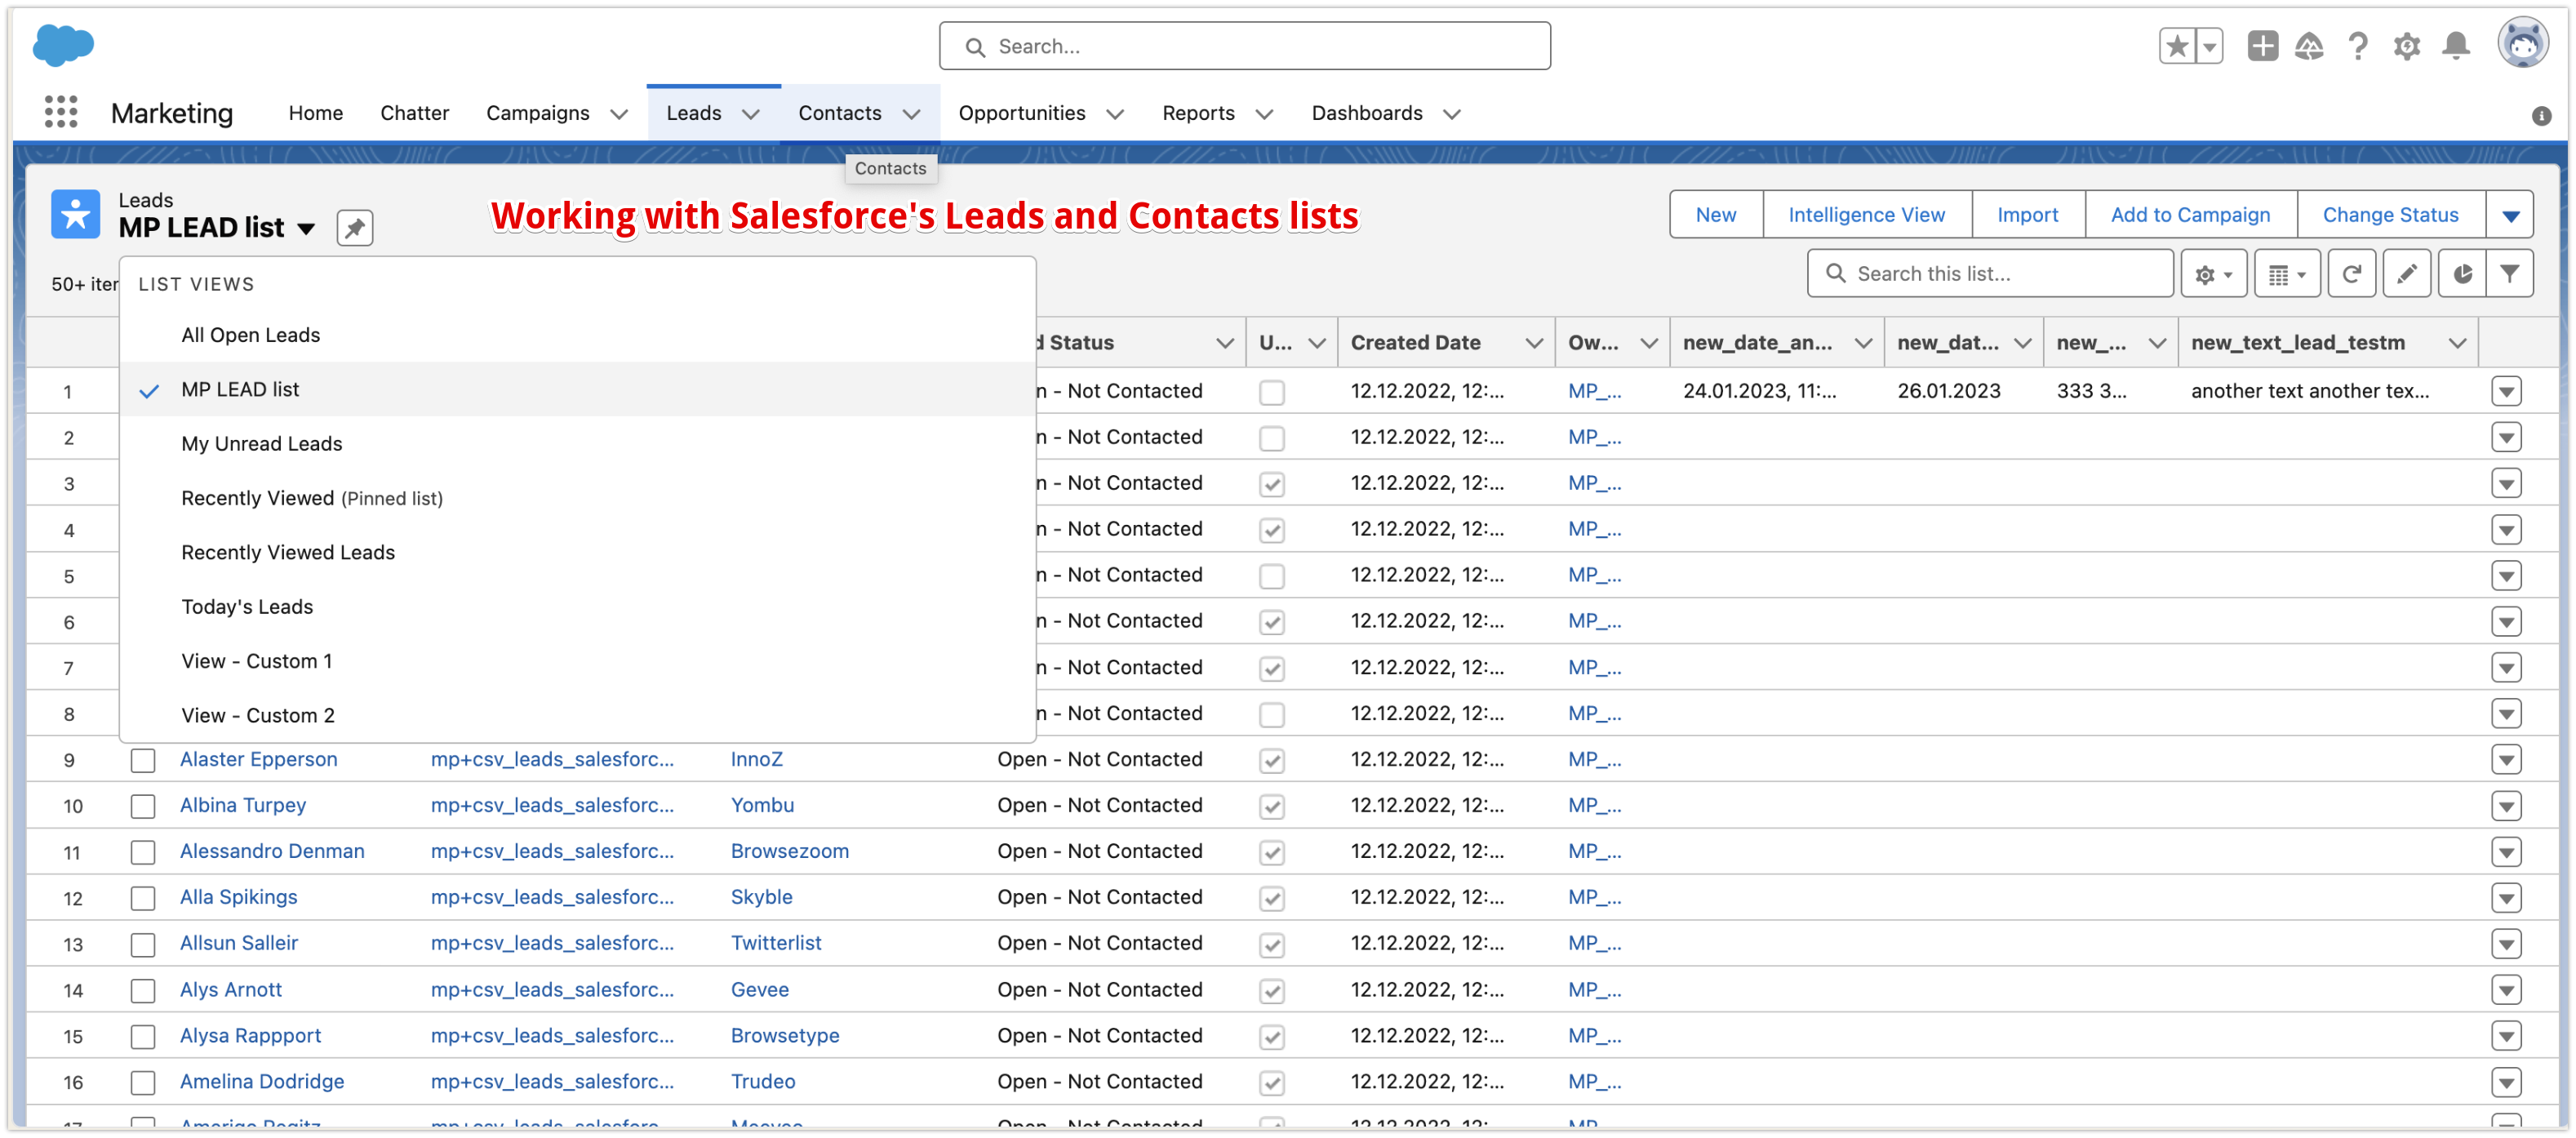 Search...
Marketing Home Chatter Campaigns Leads Contacts Opportunities Reports Dashboards
Contacts
Leads
MP LEAD list
Working with Salesforce's Leads and Contacts lists
New Intelligence View Import Add to Campaign Change Status
50+
Search this list...
LIST VIEWS
All Open Leads
MP LEAD list
My Unread Leads
Recently Viewed (Pinned list)
Recently Viewed Leads
Today's Leads
View - Custom 1
View - Custom 2
Status U... Created Date Ow... new_date_an... new_dat... new_... new_text_lead_testm
1 - Not Contacted 12.12.2022, 12:... MP_... 24.01.2023, 11:... 26.01.2023 333 3... another text another tex...
2 - Not Contacted 12.12.2022, 12:... MP_...
3 - Not Contacted 12.12.2022, 12:... MP_...
4 - Not Contacted 12.12.2022, 12:... MP_...
5 - Not Contacted 12.12.2022, 12:... MP_...
6 - Not Contacted 12.12.2022, 12:... MP_...
7 - Not Contacted 12.12.2022, 12:... MP_...
8 - Not Contacted 12.12.2022, 12:... MP_...
9 Alaster Epperson mp+csv_leads_salesforc... InnoZ Open - Not Contacted 12.12.2022, 12:... MP_...
10 Albina Turpey mp+csv_leads_salesforc... Yombu Open - Not Contacted 12.12.2022, 12:... MP_...
11 Alessandro Denman mp+csv_leads_salesforc... Browsezoom Open - Not Contacted 12.12.2022, 12:... MP_...
12 Alla Spikings mp+csv_leads_salesforc... Skyble Open - Not Contacted 12.12.2022, 12:... MP_...
13 Allsun Salleir mp+csv_leads_salesforc... Twitterlist Open - Not Contacted 12.12.2022, 12:... MP_...
14 Alys Arnott mp+csv_leads_salesforc... Gevee Open - Not Contacted 12.12.2022, 12:... MP_...
15 Alysa Rappport mp+csv_leads_salesforc... Browsetype Open - Not Contacted 12.12.2022, 12:... MP_...
16 Amelina Dodridge mp+csv_leads_salesforc... Trudeo Open - Not Contacted 12.12.2022, 12:... MP_...